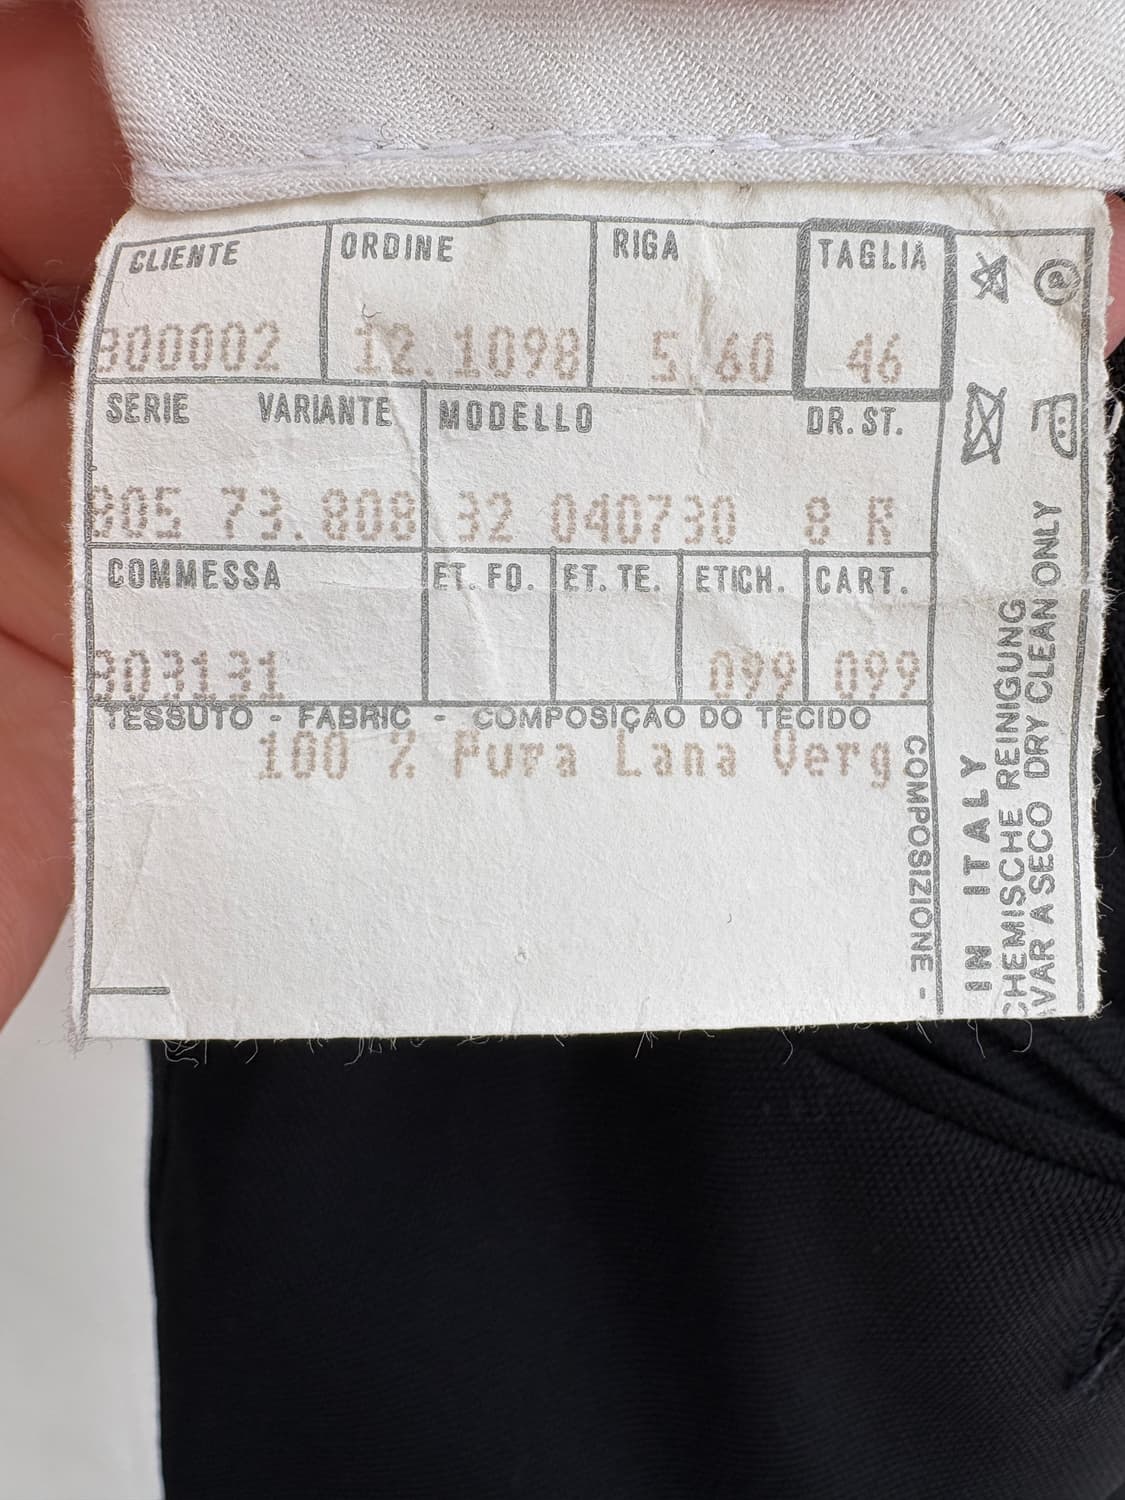 CLIENTE ORDINE RIGA TAGLIA
300002 12.1098 5 60 46
SERIE VARIANTE MODELLO DR. ST.
805 73.808 32 040730 8 R
COMMESSA ET. FO. ET. TE. ETICH. CART.
303131 099 099
TESSUTO - FABRIC - COMPOSIÇÃO DO TECIDO
100 % Pura Lana Verg
COMPOSIZIONE -
IN ITALY
CHEMISCHE REINIGUNG
VAR A SECO DRY CLEAN ONLY
P